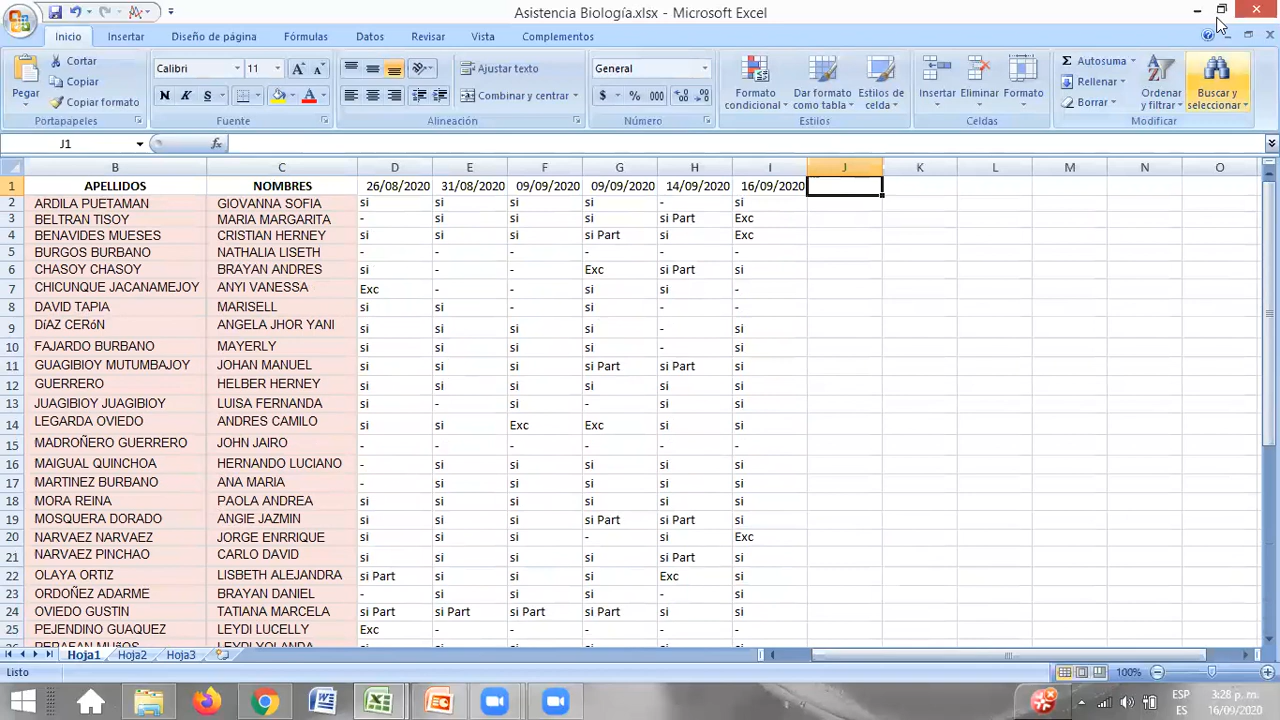 Asistencia Biología.xlsx - Microsoft Excel
Inicio Insertar Diseño de página Fórmulas Datos Revisar Vista Complementos
Pegar Cortar Copiar Copiar formato Portapapeles
Calibri 11 N K S Fuente
Ajustar texto Combinar y centrar Alineación
General $ % 000 Número
Formato condicional Dar formato como tabla Estilos de celda Estilos
Insertar Eliminar Formato Celdas
Σ Autosuma Rellenar Borrar Ordenar y filtrar Buscar y seleccionar Modificar
J1 fx
B C D E F G H I J K L M N O
1 APELLIDOS NOMBRES 26/08/2020 31/08/2020 09/09/2020 09/09/2020 14/09/2020 16/09/2020
2 ARDILA PUETAMAN GIOVANNA SOFIA si si si si - si
3 BELTRAN TISOY MARIA MARGARITA - si si si si Part Exc
4 BENAVIDES MUESES CRISTIAN HERNEY si si si si Part si Exc
5 BURGOS BURBANO NATHALIA LISETH - - - - - -
6 CHASOY CHASOY BRAYAN ANDRES si - - Exc si Part si
7 CHICUNQUE JACANAMEJOY ANYI VANESSA Exc - - si si -
8 DAVID TAPIA MARISELL si si - si - -
9 DíAZ CERóN ANGELA JHOR YANI si si si si - si
10 FAJARDO BURBANO MAYERLY si si si si - si
11 GUAGIBIOY MUTUMBAJOY JOHAN MANUEL si si si si Part si Part si
12 GUERRERO HELBER HERNEY si si si si si si
13 JUAGIBIOY JUAGIBIOY LUISA FERNANDA si - si - si si
14 LEGARDA OVIEDO ANDRES CAMILO si si Exc Exc si si
15 MADROÑERO GUERRERO JOHN JAIRO - - - - - -
16 MAIGUAL QUINCHOA HERNANDO LUCIANO - si si si si si
17 MARTINEZ BURBANO ANA MARIA - si si si si si
18 MORA REINA PAOLA ANDREA si si si si si si
19 MOSQUERA DORADO ANGIE JAZMIN si si si si Part si Part si
20 NARVAEZ NARVAEZ JORGE ENRRIQUE si si si - si Exc
21 NARVAEZ PINCHAO CARLO DAVID si si si si si Part si
22 OLAYA ORTIZ LISBETH ALEJANDRA si Part si si si Exc si
23 ORDOÑEZ ADARME BRAYAN DANIEL - si si si - si
24 OVIEDO GUSTIN TATIANA MARCELA si Part si Part si Part si Part si si
25 PEJENDINO GUAQUEZ LEYDI LUCELLY Exc - - - - -
Hoja1 Hoja2 Hoja3
Listo 100%
ESP 3:28 p. m.
ES 16/09/2020